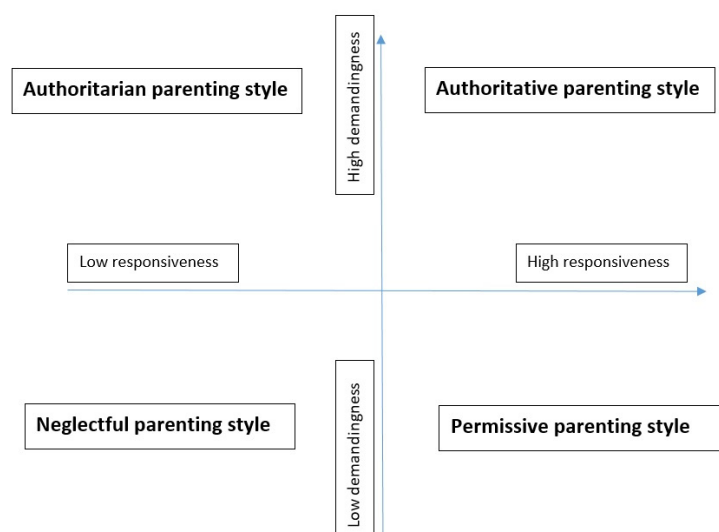 High demandingness
Authoritarian parenting style
Authoritative parenting style
Low responsiveness
High responsiveness
Neglectful parenting style
Permissive parenting style
Low demandingness